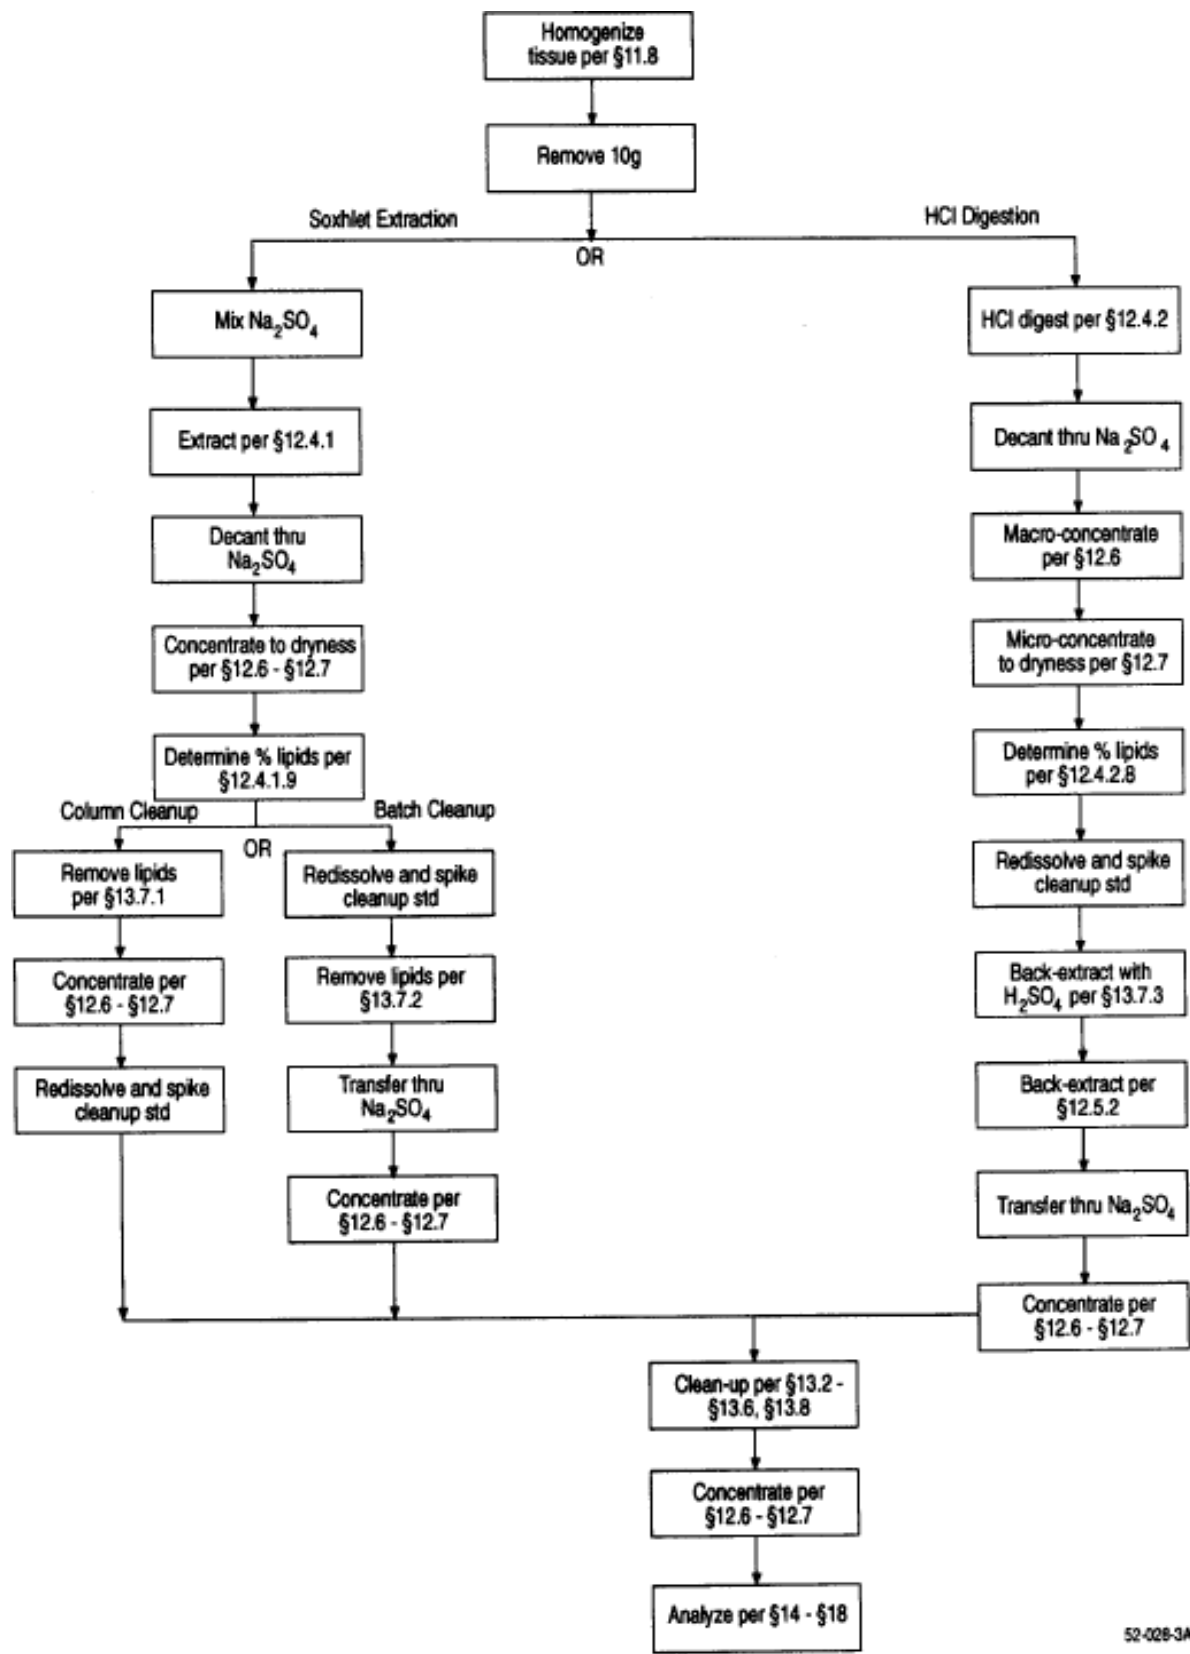 Homogenize
tissue per §11.8
Remove 10g
Soxhlet Extraction
HCl Digestion
OR
Mix Na₂SO₄
Extract per §12.4.1
Decant thru
Na₂SO₄
Concentrate to dryness
per §12.6 - §12.7
Determine % lipids per
§12.4.1.9
Column Cleanup
Batch Cleanup
OR
Remove lipids
per §13.7.1
Concentrate per
§12.6 - §12.7
Redissolve and spike
cleanup std
Redissolve and spike
cleanup std
Remove lipids per
§13.7.2
Transfer thru
Na₂SO₄
Concentrate per
§12.6 - §12.7
HCl digest per §12.4.2
Decant thru Na₂SO₄
Macro-concentrate
per §12.6
Micro-concentrate
to dryness per §12.7
Determine % lipids
per §12.4.2.8
Redissolve and spike
cleanup std
Back-extract with
H₂SO₄ per §13.7.3
Back-extract per
§12.5.2
Transfer thru Na₂SO₄
Concentrate per
§12.6 - §12.7
Clean-up per §13.2 -
§13.6, §13.8
Concentrate per
§12.6 - §12.7
Analyze per §14 - §18
52-026-3A